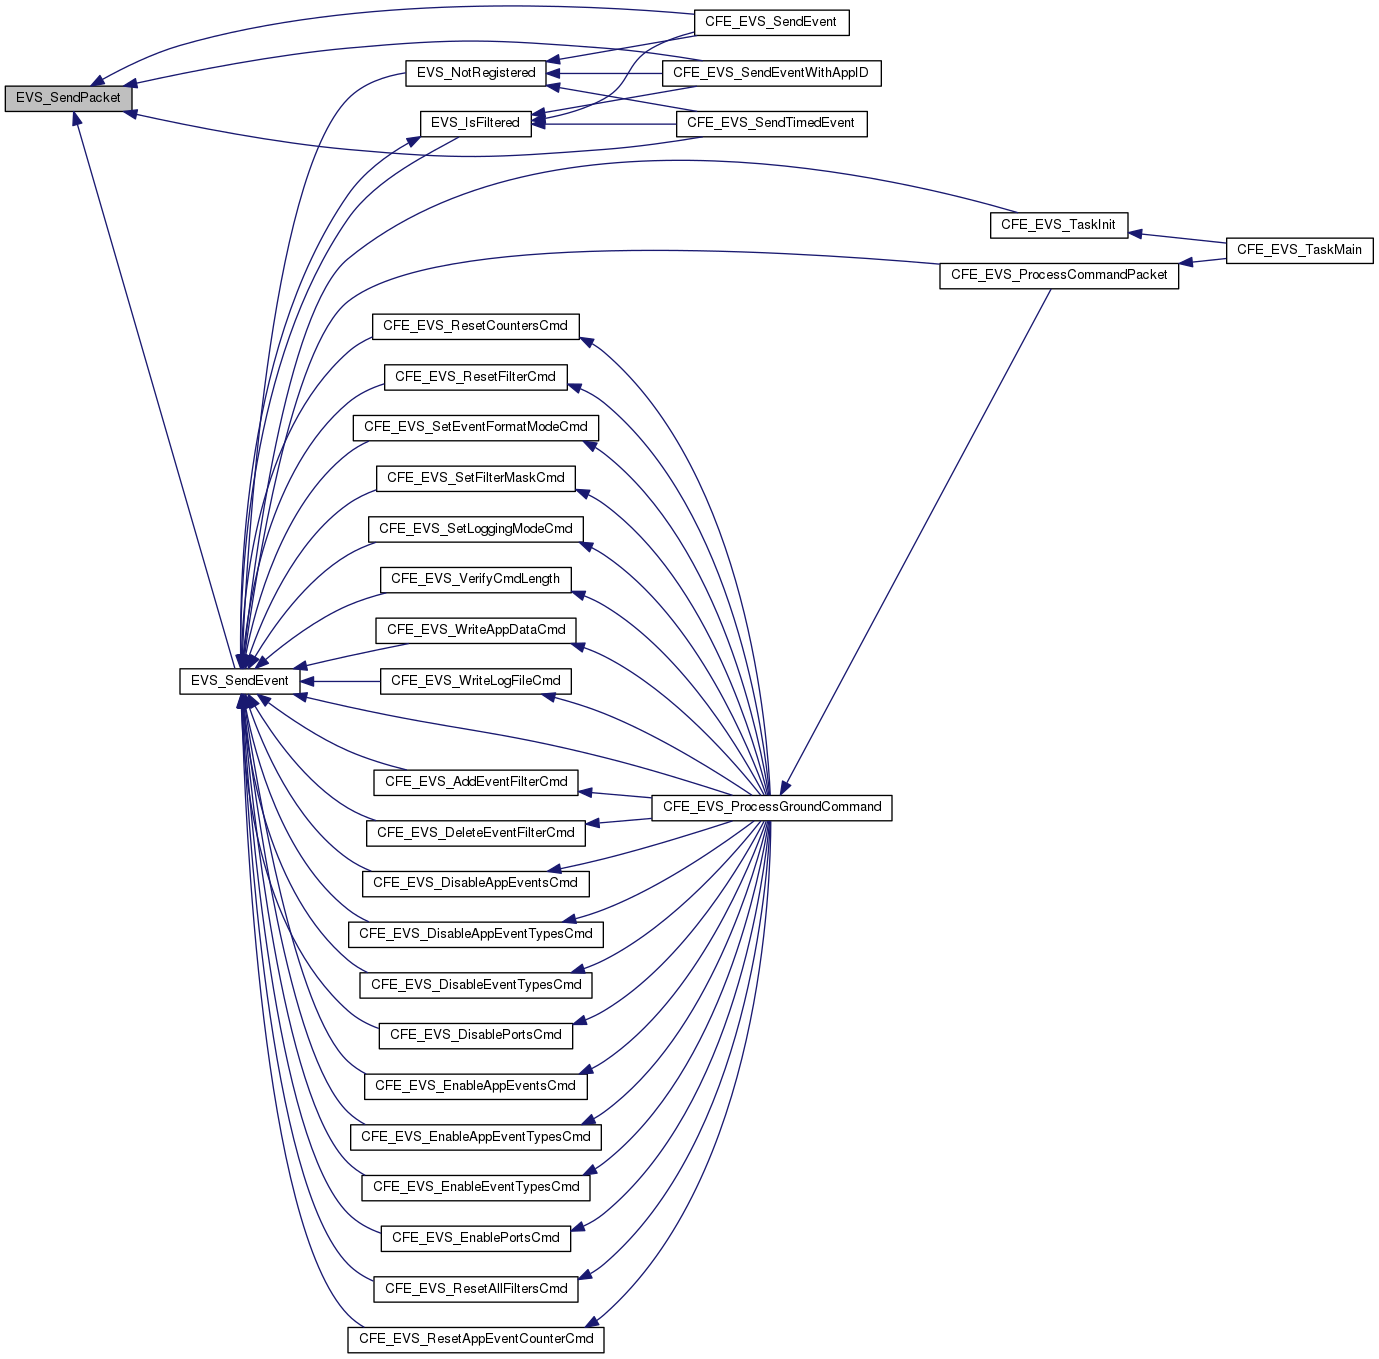 CFE_EVS_SendEvent
EVS_NotRegistered
CFE_EVS_SendEventWithAppID
EVS_SendPacket
EVS_IsFiltered
CFE_EVS_SendTimedEvent
CFE_EVS_TaskInit
CFE_EVS_TaskMain
CFE_EVS_ProcessCommandPacket
CFE_EVS_ResetCountersCmd
CFE_EVS_ResetFilterCmd
CFE_EVS_SetEventFormatModeCmd
CFE_EVS_SetFilterMaskCmd
CFE_EVS_SetLoggingModeCmd
CFE_EVS_VerifyCmdLength
CFE_EVS_WriteAppDataCmd
EVS_SendEvent
CFE_EVS_WriteLogFileCmd
CFE_EVS_AddEventFilterCmd
CFE_EVS_ProcessGroundCommand
CFE_EVS_DeleteEventFilterCmd
CFE_EVS_DisableAppEventsCmd
CFE_EVS_DisableAppEventTypesCmd
CFE_EVS_DisableEventTypesCmd
CFE_EVS_DisablePortsCmd
CFE_EVS_EnableAppEventsCmd
CFE_EVS_EnableAppEventTypesCmd
CFE_EVS_EnableEventTypesCmd
CFE_EVS_EnablePortsCmd
CFE_EVS_ResetAllFiltersCmd
CFE_EVS_ResetAppEventCounterCmd